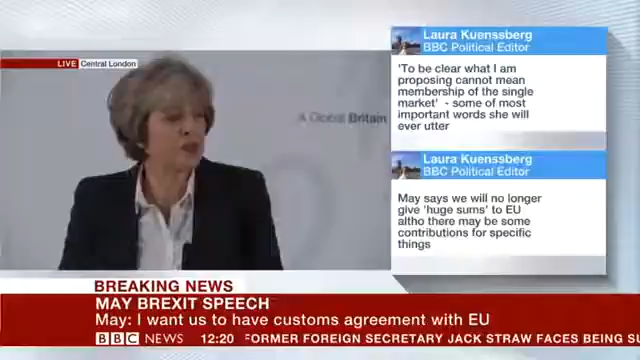 LIVE Central London
A Global Britain
Laura Kuenssberg
BBC Political Editor
'To be clear what I am
proposing cannot mean
membership of the single
market' - some of most
important words she will
ever utter
Laura Kuenssberg
BBC Political Editor
May says we will no longer
give 'huge sums' to EU
altho there may be some
contributions for specific
things
BREAKING NEWS
MAY BREXIT SPEECH
May: I want us to have customs agreement with EU
BBC NEWS 12:20 FORMER FOREIGN SECRETARY JACK STRAW FACES BEING S